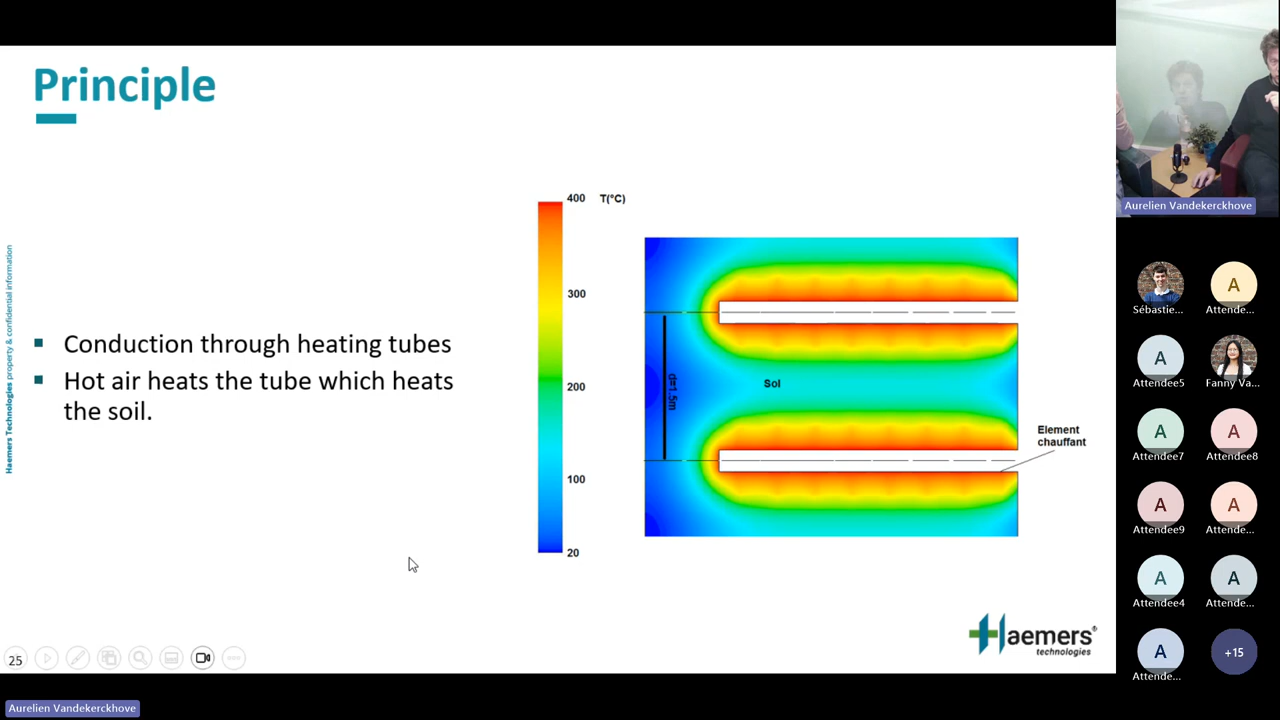 Principle
Haemers Technologies property & confidential information
Conduction through heating tubes
Hot air heats the tube which heats
the soil.
400 T(°C)
300
200
100
20
d=1.5m
Sol
Element
chauffant
Haemers®
technologies
25
Aurelien Vandekerckhove
Aurelien Vandekerckhove
Sébastie...
A
Attende...
A
Attendee5
Fanny Va...
A
Attendee7
A
Attendee8
A
Attendee9
A
Attende...
A
Attendee4
A
Attende...
A
Attende...
+15